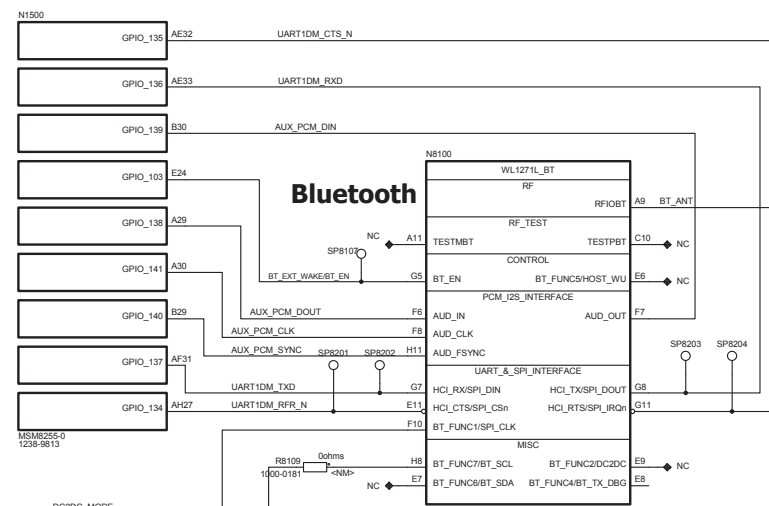 N1500
GPIO_135 AE32 UART1DM_CTS_N
GPIO_136 AE33 UART1DM_RXD
GPIO_139 B30 AUX_PCM_DIN
GPIO_103 E24
GPIO_138 A29
GPIO_141 A30
GPIO_140 B29
GPIO_137 AF31
GPIO_134 AH27
MSM8255-0
1238-9813
Bluetooth
N8100
WL1271L_BT
RF
RFIOBT A9 BT_ANT
RF_TEST
NC A11 TESTMBT TESTPBT C10 NC
SP8107
CONTROL
BT_EXT_WAKE/BT_EN G5 BT_EN BT_FUNC5/HOST_WU E6 NC
PCM_I2S_INTERFACE
AUX_PCM_DOUT F6 AUD_IN AUD_OUT F7
AUX_PCM_CLK F8 AUD_CLK
AUX_PCM_SYNC H11 AUD_FSYNC
SP8201 SP8202 SP8203 SP8204
UART_&_SPI_INTERFACE
UART1DM_TXD G7 HCI_RX/SPI_DIN HCI_TX/SPI_DOUT G8
UART1DM_RFR_N E11 HCI_CTS/SPI_CSn HCI_RTS/SPI_IRQn G11
F10 BT_FUNC1/SPI_CLK
MISC
R8109 0ohms H8 BT_FUNC7/BT_SCL BT_FUNC2/DC2DC E9 NC
1000-0181 <NM>
NC E7 BT_FUNC6/BT_SDA BT_FUNC4/BT_TX_DBG E8